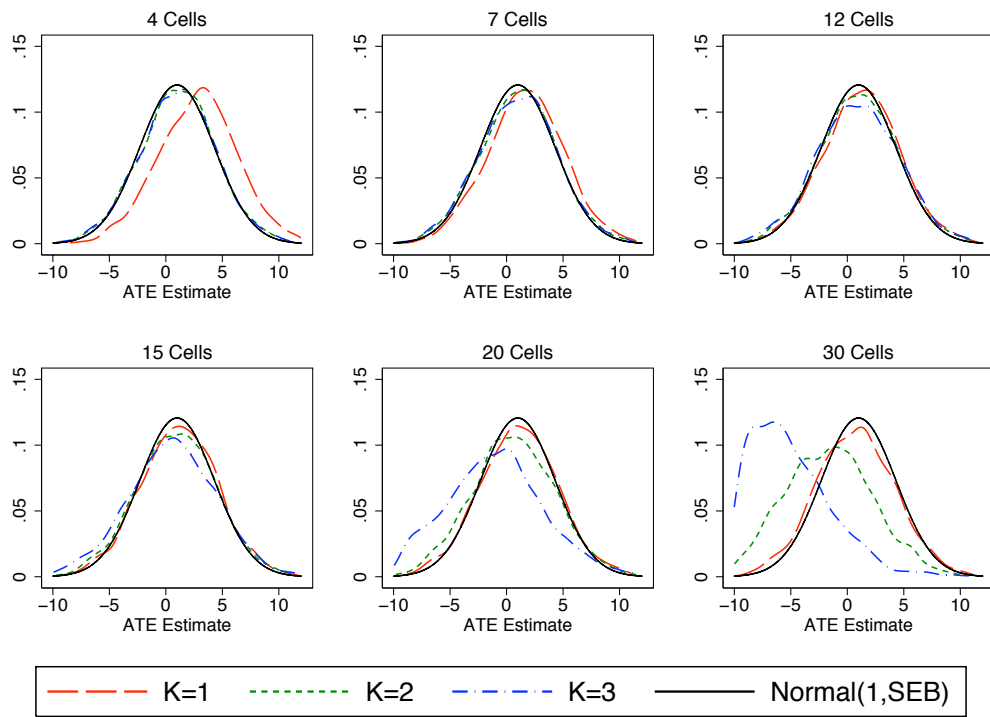 4 Cells 7 Cells 12 Cells
.15 .15 .15
.1 .1 .1
.05 .05 .05
0 0 0
−10 −5 0 5 10 −10 −5 0 5 10 −10 −5 0 5 10
ATE Estimate ATE Estimate ATE Estimate
15 Cells 20 Cells 30 Cells
.15 .15 .15
.1 .1 .1
.05 .05 .05
0 0 0
−10 −5 0 5 10 −10 −5 0 5 10 −10 −5 0 5 10
ATE Estimate ATE Estimate ATE Estimate
K=1 K=2 K=3 Normal(1,SEB)